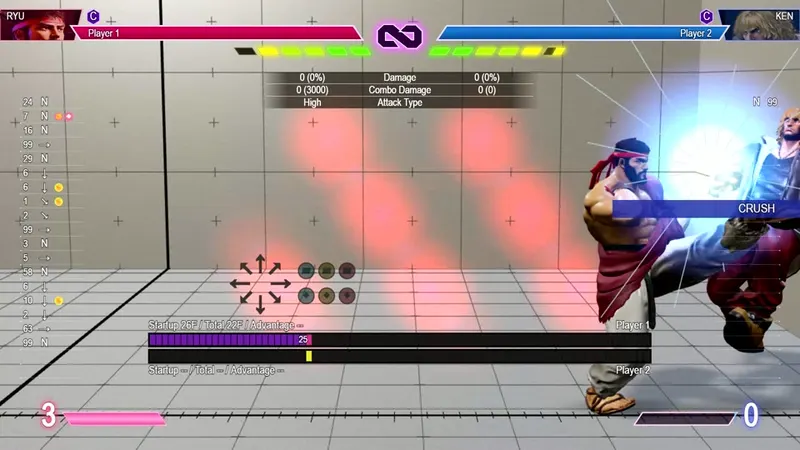 RYU C C KEN
Player 1 Player 2
0 (0%) Damage 0 (0%)
0 (3000) Combo Damage 0 (0)
High Attack Type
24 N
7 N
16 N
99
29 N
6
6
1
2
99
3 N
5
58 N
6
10
2
63
99 N
N 99
CRUSH
Startup 26F / Total 22F / Advantage -- Player 1
25
Startup -- / Total -- / Advantage -- Player 2
3 0